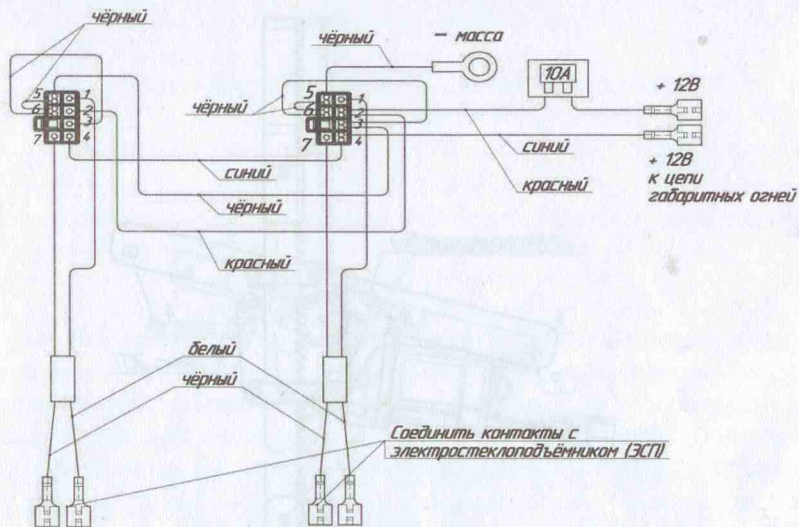 чёрный
чёрный
− масса
10А
+ 12В
5
1
6
2
3
7
4
чёрный
5
1
6
2
3
7
4
синий
+ 12В
к цепи
габаритных огней
синий
красный
чёрный
красный
белый
чёрный
Соединить контакты с
электростеклоподъёмником (ЭСП)